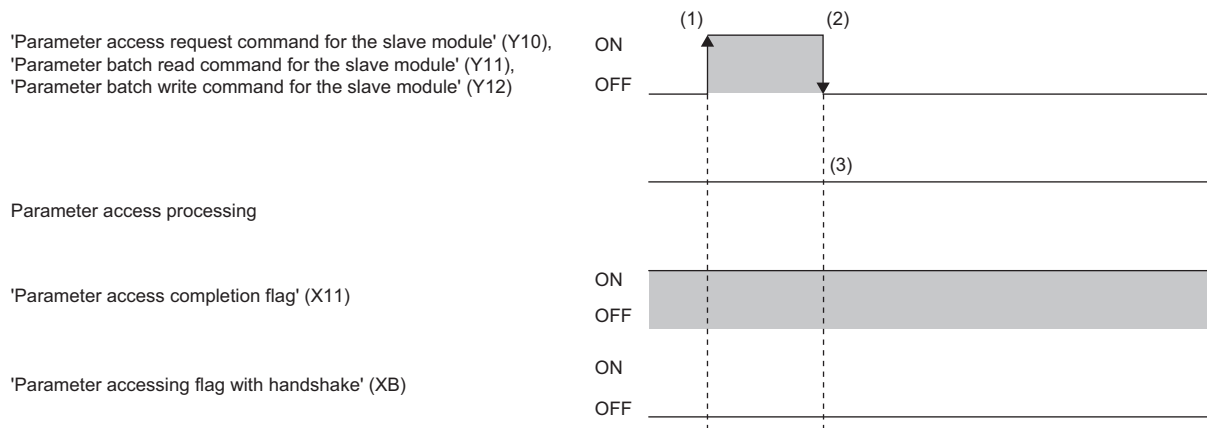 (1) (2)
'Parameter access request command for the slave module' (Y10), ON
'Parameter batch read command for the slave module' (Y11),
'Parameter batch write command for the slave module' (Y12) OFF
(3)
Parameter access processing
ON
'Parameter access completion flag' (X11)
OFF
ON
'Parameter accessing flag with handshake' (XB)
OFF